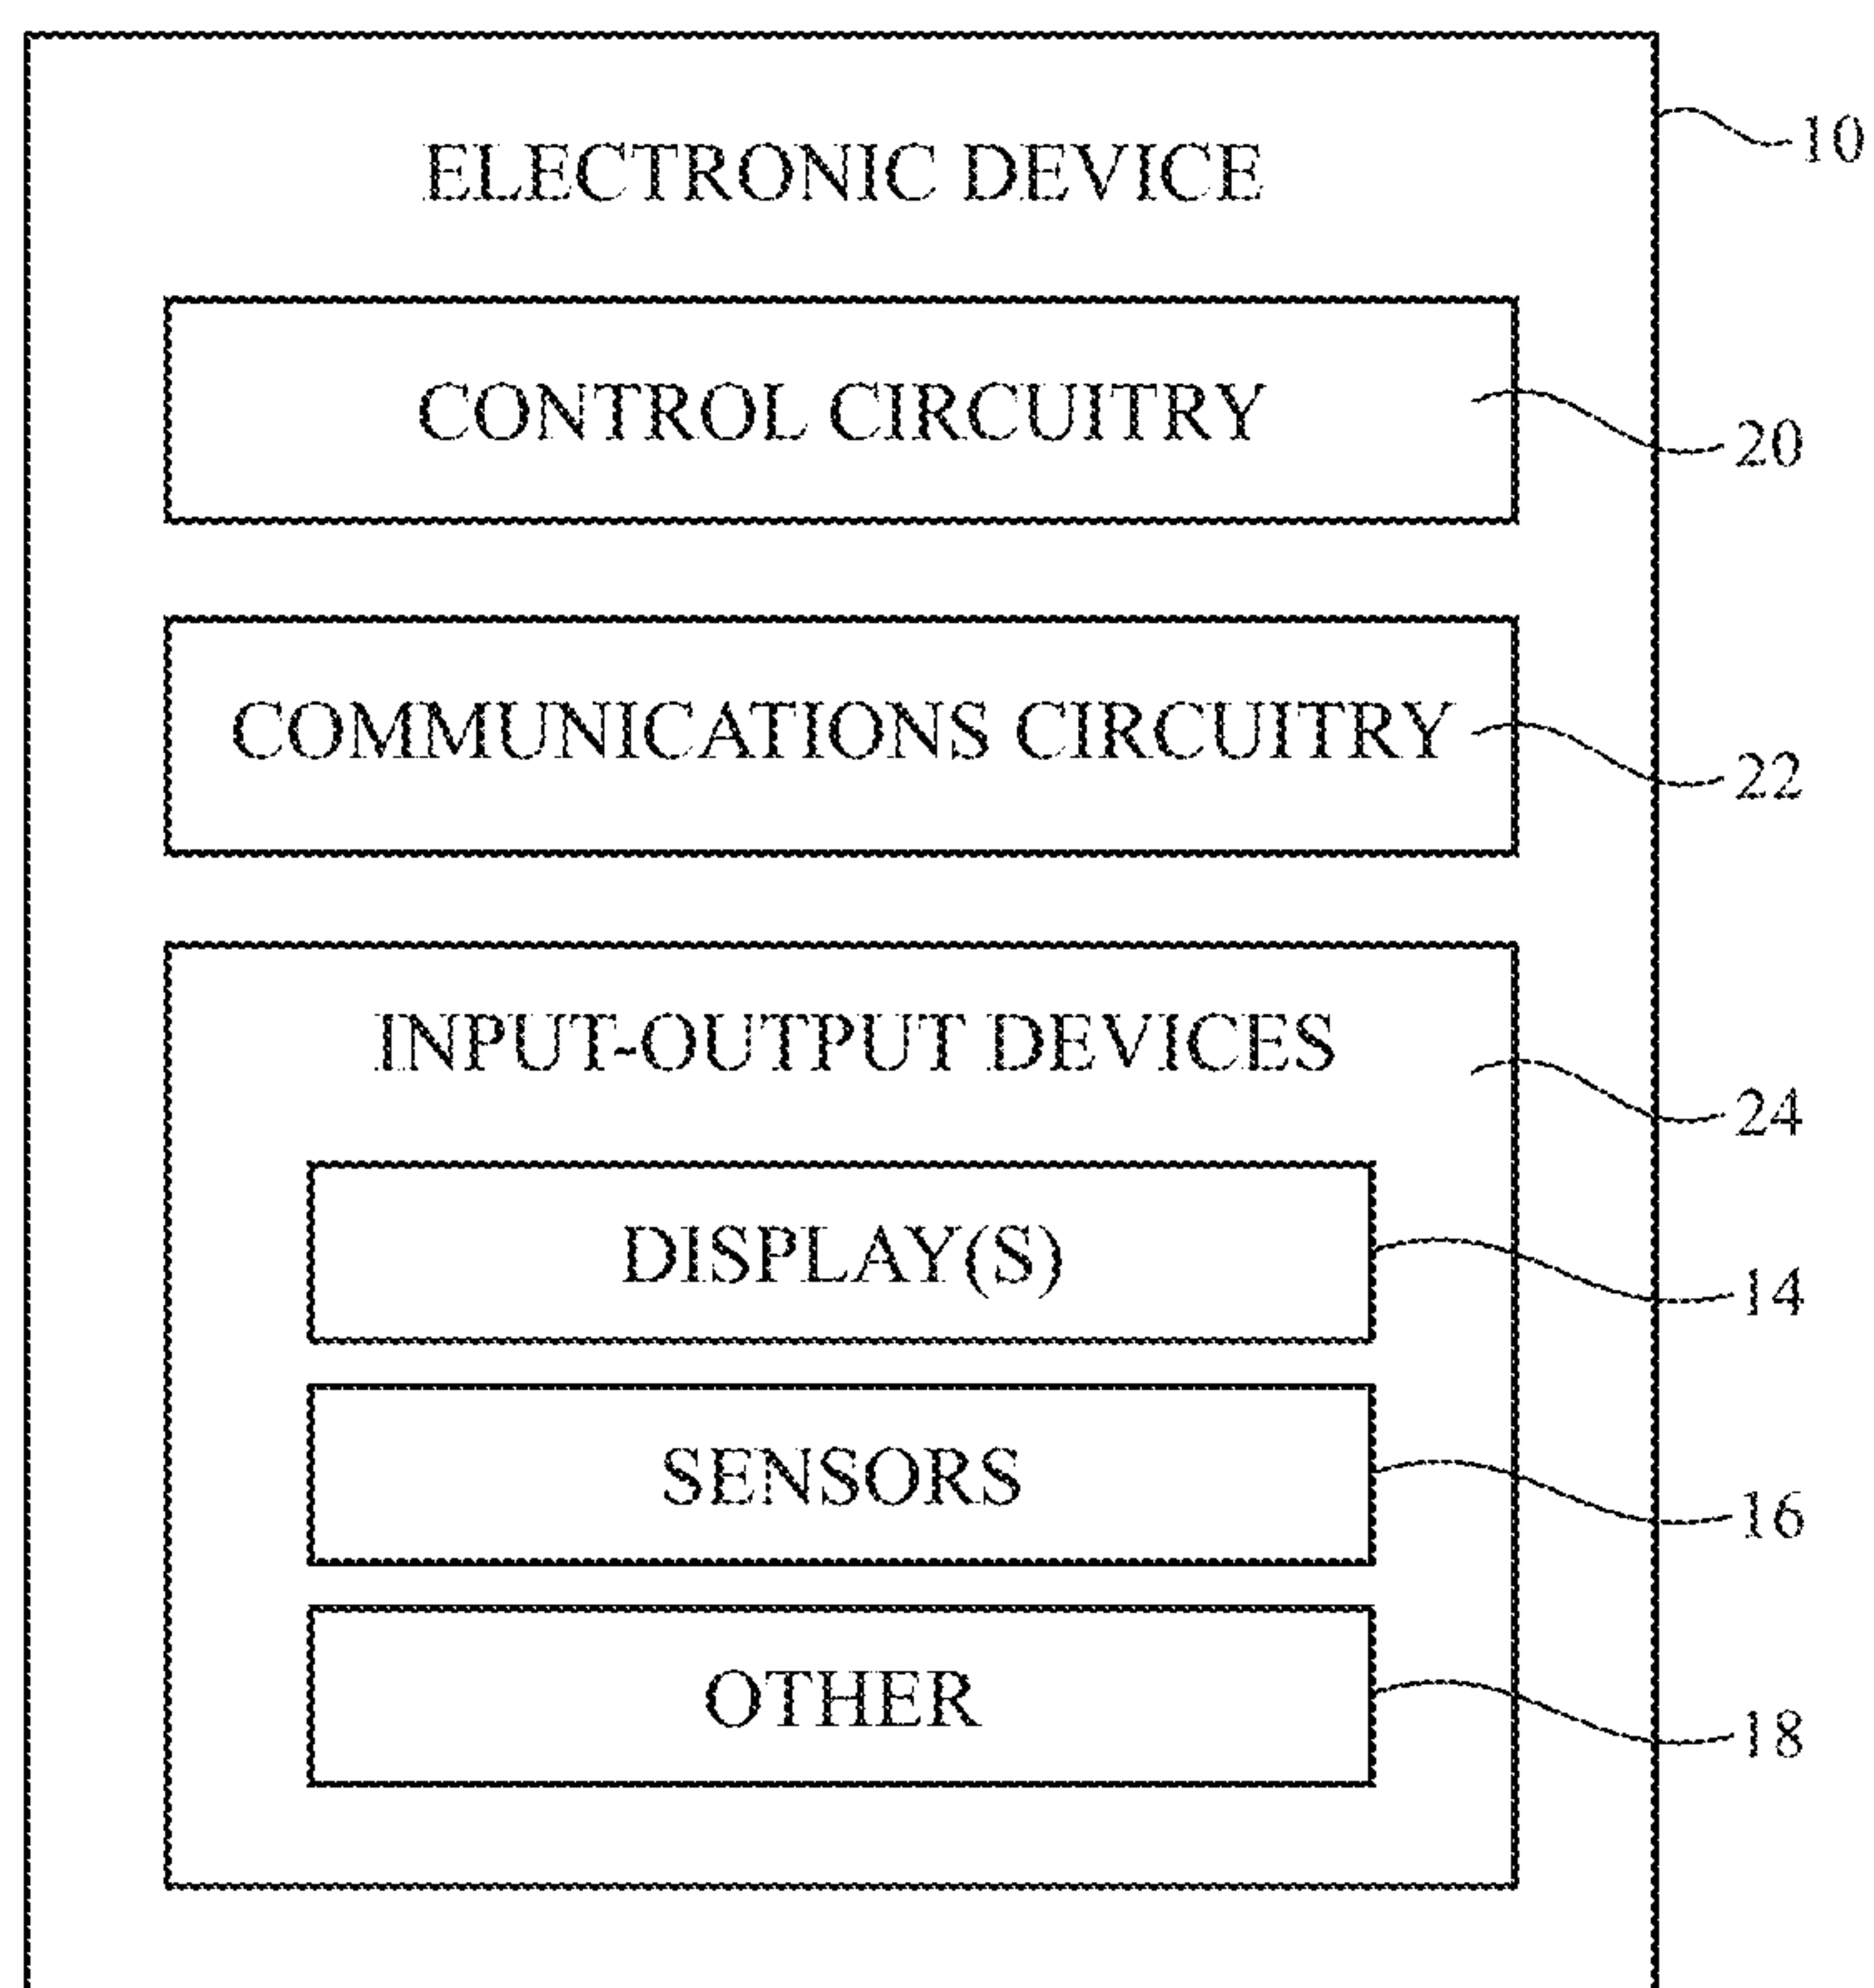 ELECTRONIC DEVICE
10
CONTROL CIRCUITRY
20
COMMUNICATIONS CIRCUITRY
22
INPUT-OUTPUT DEVICES
24
DISPLAY(S)
14
SENSORS
16
OTHER
18